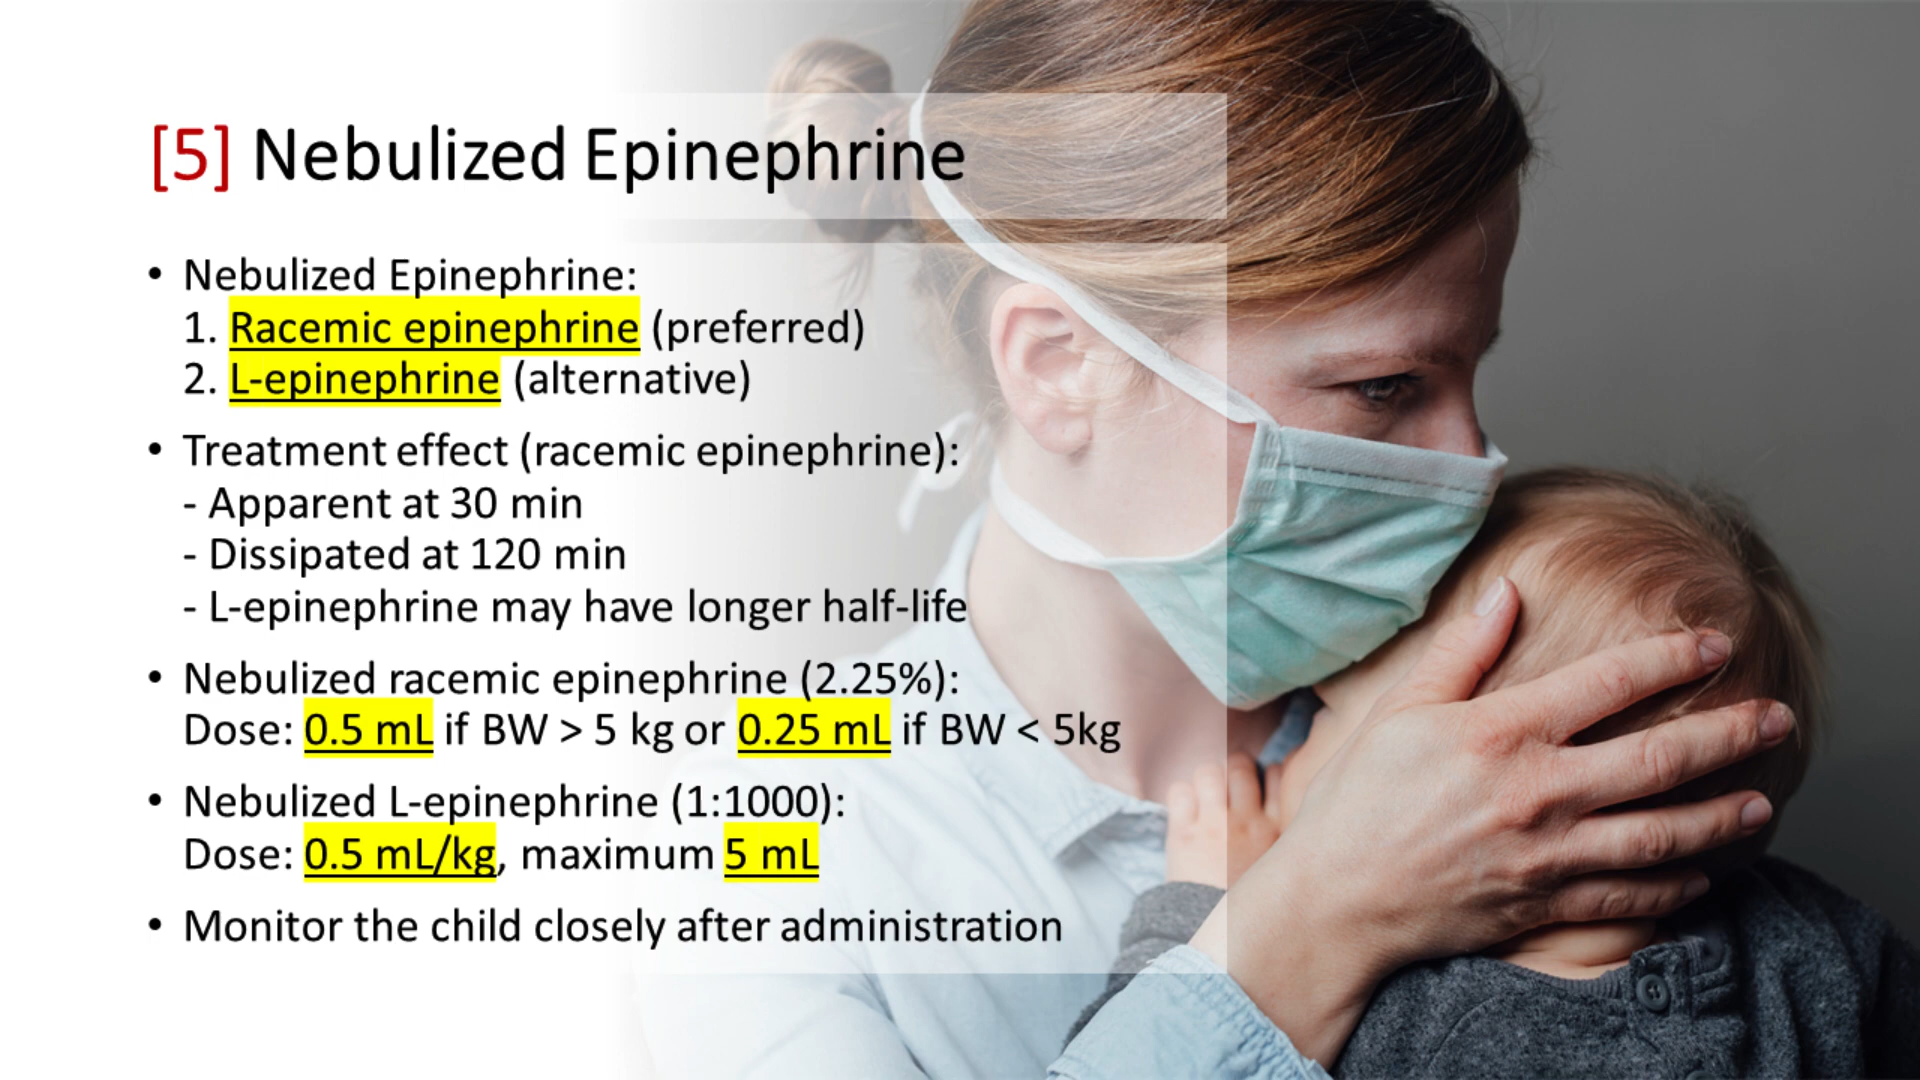 [5] Nebulized Epinephrine
• Nebulized Epinephrine:
1. Racemic epinephrine (preferred)
2. L-epinephrine (alternative)
• Treatment effect (racemic epinephrine):
- Apparent at 30 min
- Dissipated at 120 min
- L-epinephrine may have longer half-life
• Nebulized racemic epinephrine (2.25%):
Dose: 0.5 mL if BW > 5 kg or 0.25 mL if BW < 5kg
• Nebulized L-epinephrine (1:1000):
Dose: 0.5 mL/kg, maximum 5 mL
• Monitor the child closely after administration